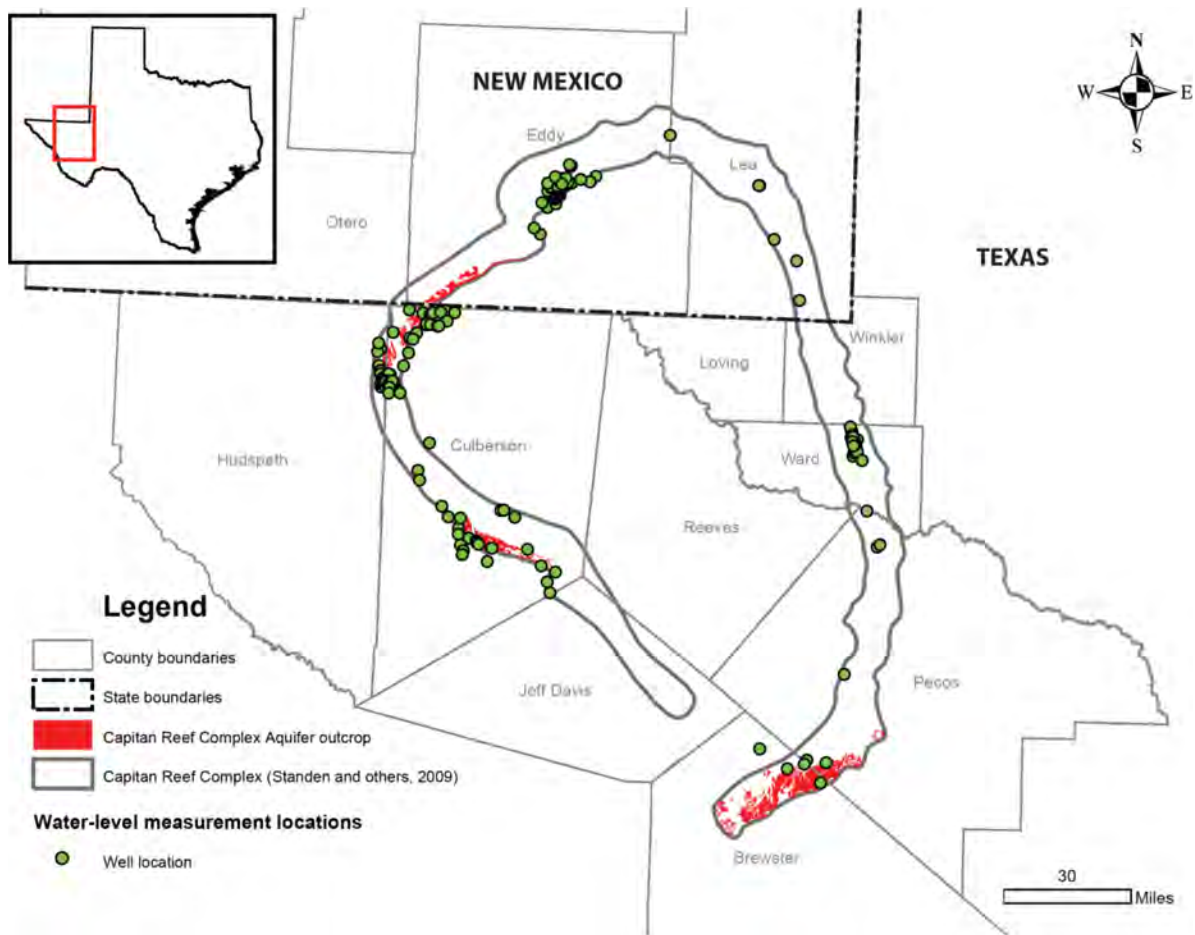 N
W E
S
NEW MEXICO
Eddy
Lea
Otero
TEXAS
Winkler
Loving
Hudspeth
Culberson
Ward
Reeves
Legend
County boundaries
State boundaries
Capitan Reef Complex Aquifer outcrop
Capitan Reef Complex (Standen and others, 2009)
Water-level measurement locations
Well location
Jeff Davis
Pecos
Brewster
30
Miles